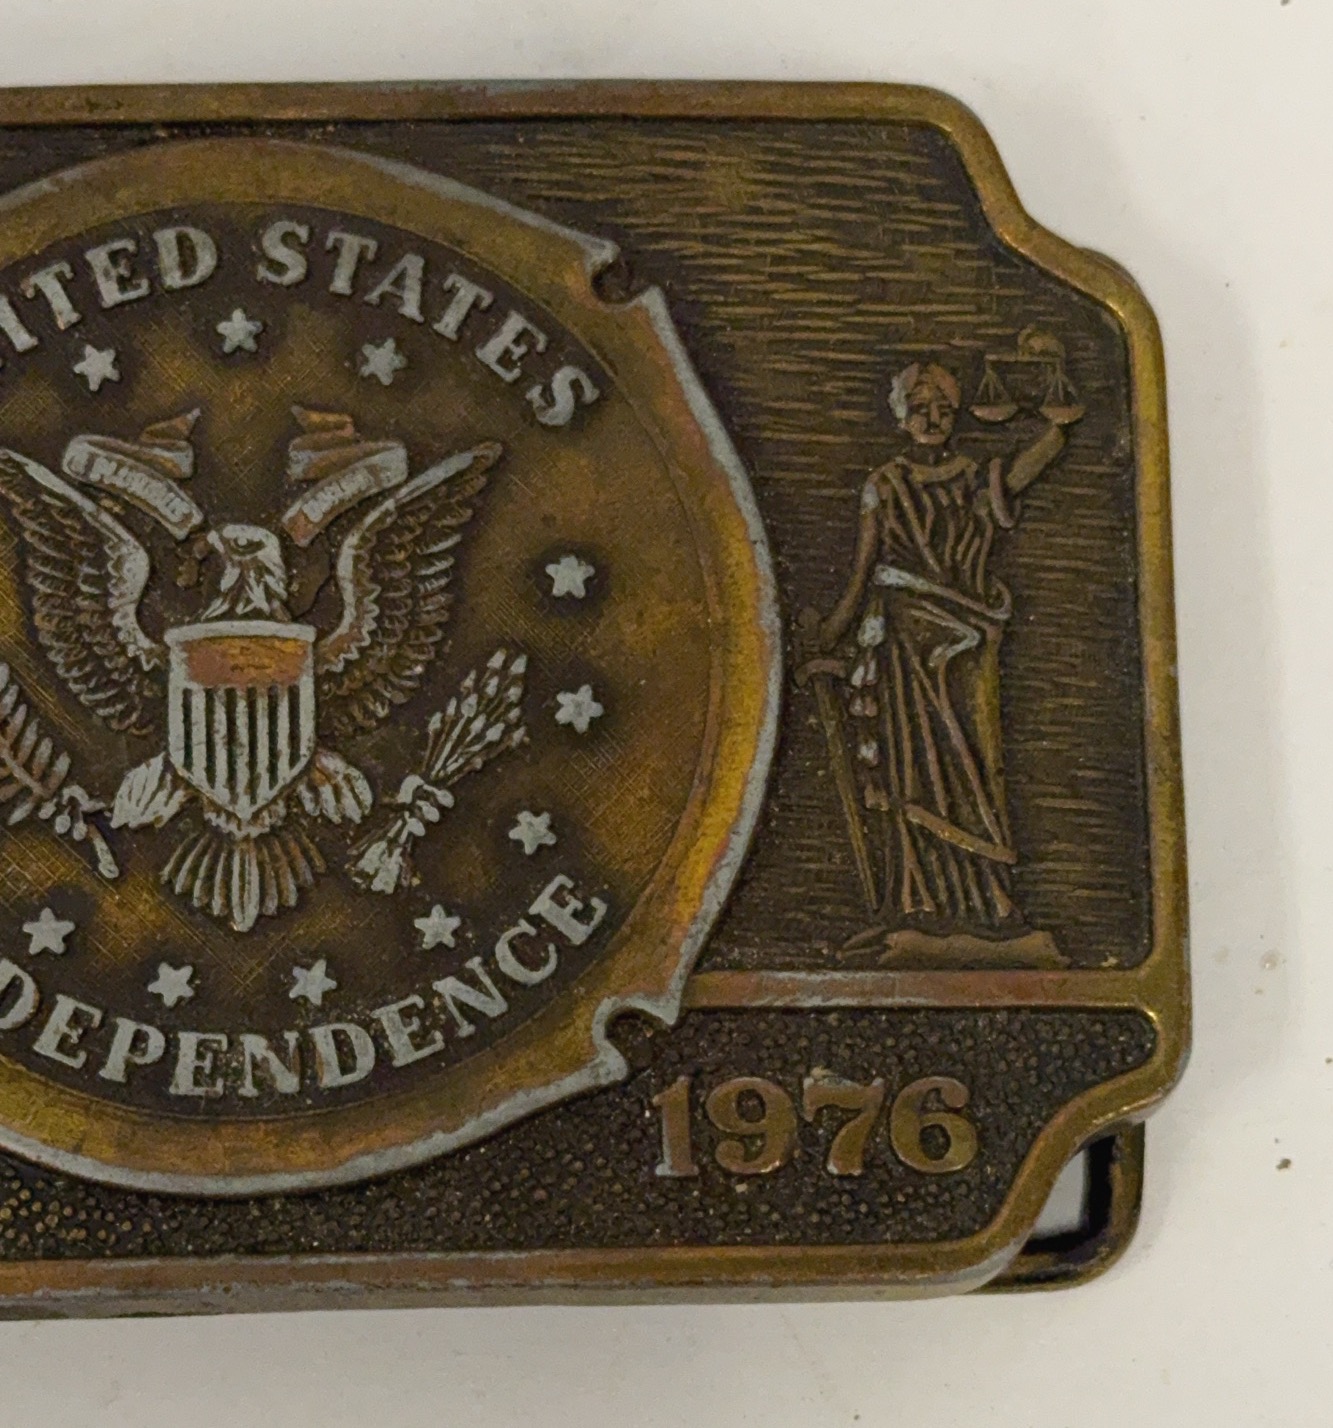 ITED STATES
DEPENDENCE
1976